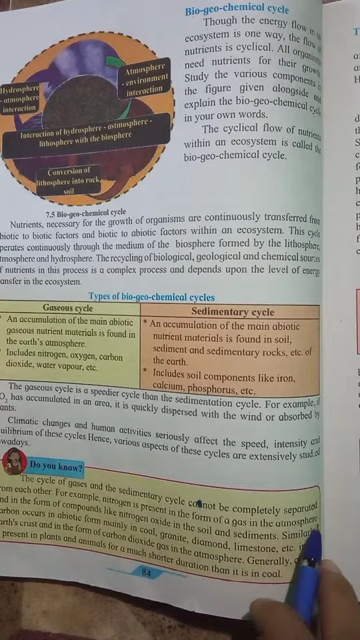 Bio-geo-chemical cycle
Though the energy flow in
ecosystem is one way, the flow
nutrients is cyclical. All organisms
need nutrients for their growth.
Study the various components
the figure given alongside and
explain the bio-geo-chemical cycle
in your own words.
The cyclical flow of nutrients
within an ecosystem is called the
bio-geo-chemical cycle.
Hydrosphere
- atmosphere
interaction
Atmosphere
- environment
interaction
Interaction of hydrosphere - astmosphere -
lithosphere with the biosphere
Conversion of
lithosphere into rock,
soil
7.5 Bio-geo-chemical cycle
Nutrients, necessary for the growth of organisms are continuously transferred from
biotic to biotic factors and biotic to abiotic factors within an ecosystem. This cycle
perates continuously through the medium of the biosphere formed by the lithosphere,
tmosphere and hydrosphere. The recycling of biological, geological and chemical sources
f nutrients in this process is a complex process and depends upon the level of energy
ansfer in the ecosystem.
Types of bio-geo-chemical cycles
Gaseous cycle
An accumulation of the main abiotic
gaseous nutrient materials is found in
the earth's atmosphere.
Includes nitrogen, oxygen, carbon
dioxide, water vapour, etc.
Sedimentary cycle
* An accumulation of the main abiotic
nutrient materials is found in soil,
sediment and sedimentary rocks, etc. of
the earth.
* Includes soil components like iron,
calcium, phosphorus, etc.
The gaseous cycle is a speedier cycle than the sedimentation cycle. For example, if
O₂ has accumulated in an area, it is quickly dispersed with the wind or absorbed by
ants.
Climatic changes and human activities seriously affect the speed, intensity and
uilibrium of these cycles Hence, various aspects of these cycles are extensively studied
owadays.
Do you know?
The cycle of gases and the sedimentary cycle cannot be completely separated
rom each other. For example, nitrogen is present in the form of a gas in the atmosphere
nd in the form of compounds like nitrogen oxide in the soil and sediments. Similarly,
arbon occurs in abiotic form mainly in coal, granite, diamond, limestone, etc.
arth's crust and in the form of carbon dioxide gas in the atmosphere. Generally,
present in plants and animals for a much shorter duration than it is in coal.
84